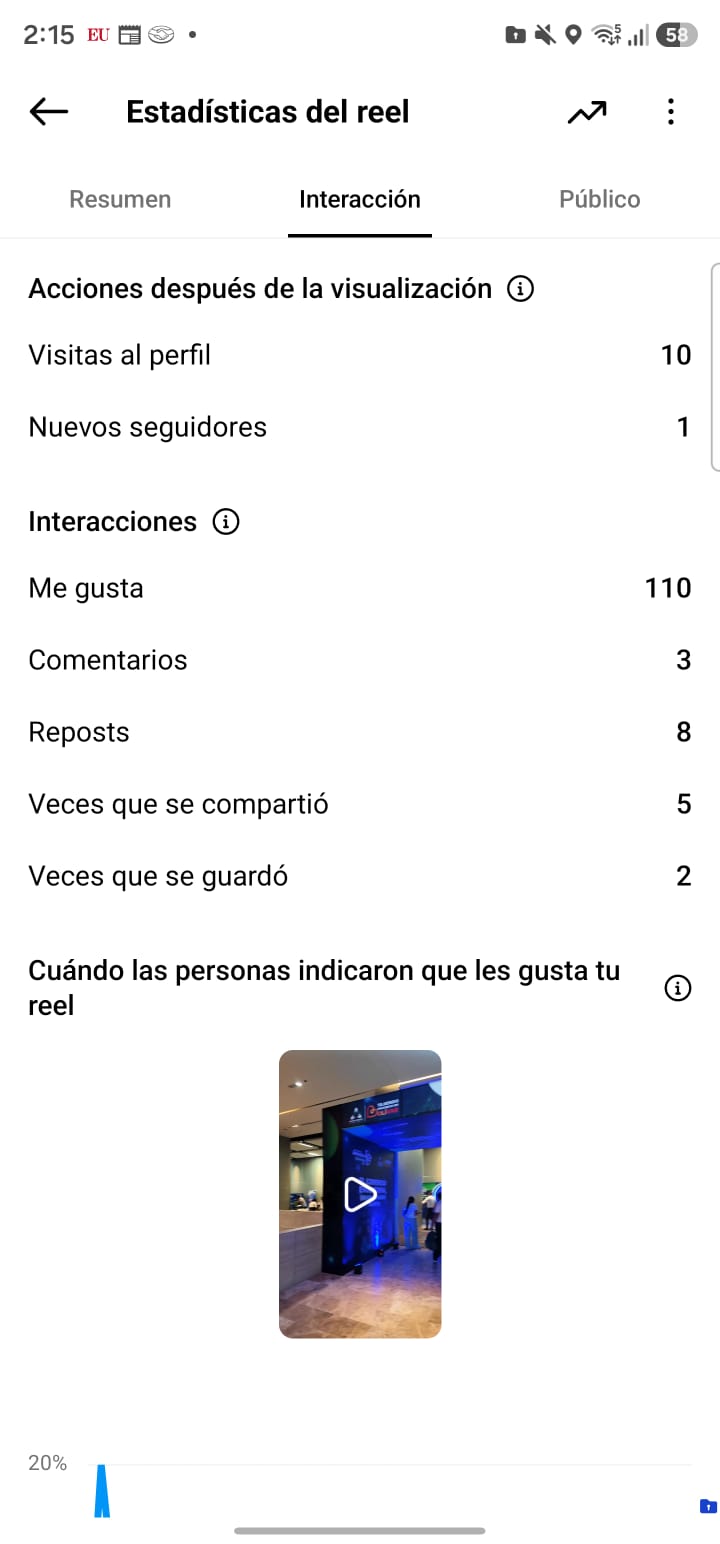 2:15 EU 5 58
Estadísticas del reel
Resumen Interacción Público
Acciones después de la visualización
Visitas al perfil 10
Nuevos seguidores 1
Interacciones
Me gusta 110
Comentarios 3
Reposts 8
Veces que se compartió 5
Veces que se guardó 2
Cuándo las personas indicaron que les gusta tu
reel
20%